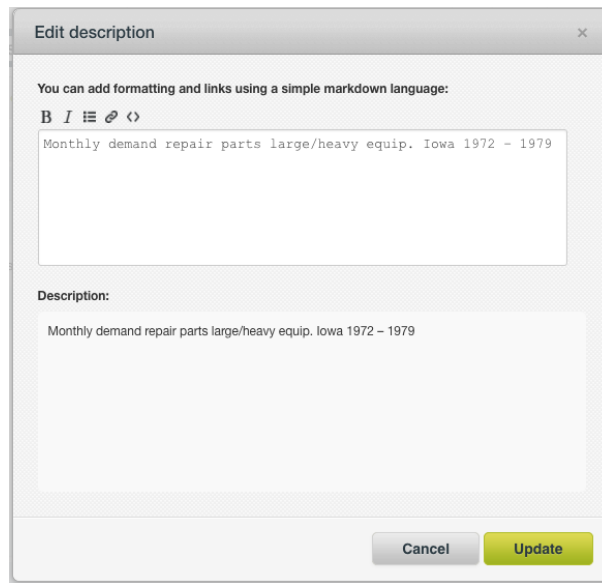 Edit description
×
You can add formatting and links using a simple markdown language:
B I <>
Monthly demand repair parts large/heavy equip. Iowa 1972 – 1979
Description:
Monthly demand repair parts large/heavy equip. Iowa 1972 – 1979
Cancel Update